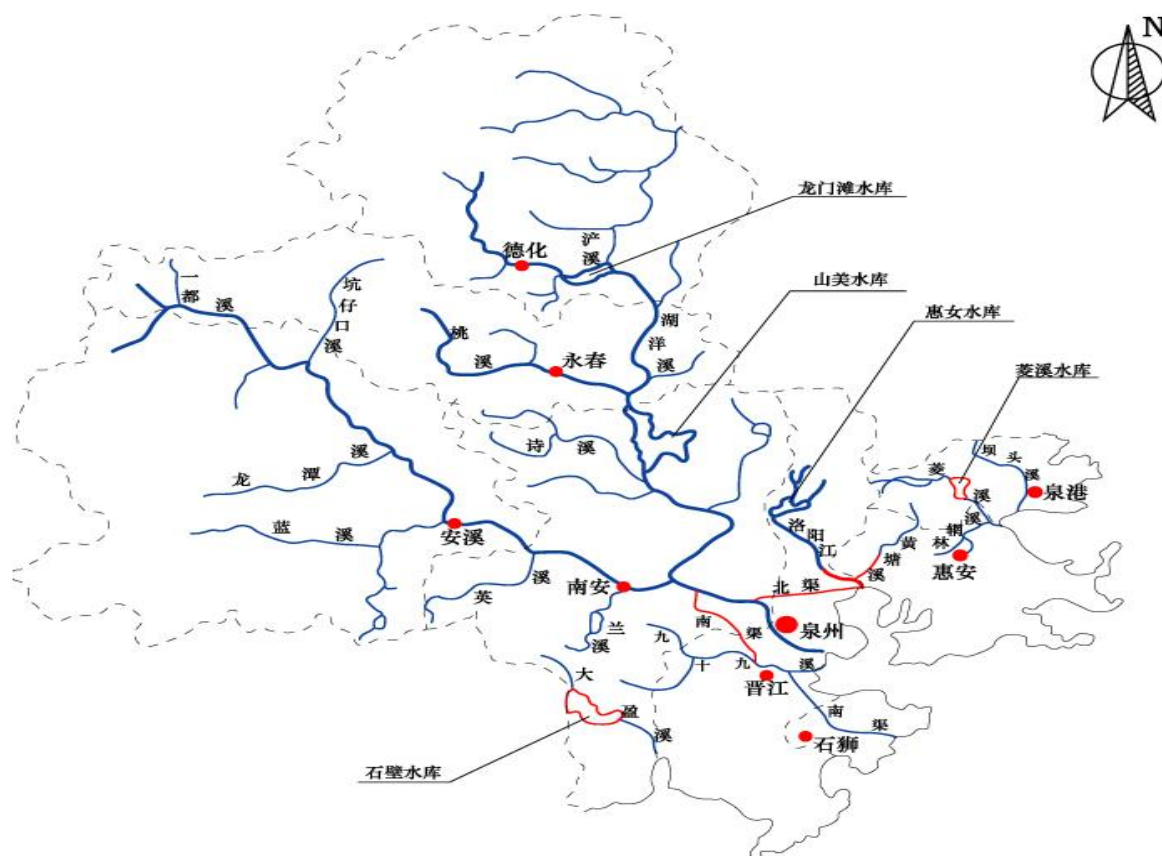 N
龙门滩水库
浐溪
德化
山美水库
一都溪
坑仔口溪
湖洋溪
惠女水库
桃溪
永春
菱溪水库
诗溪
坝头溪
菱溪
泉港
龙潭溪
洛阳江
蓝溪
安溪
黄塘溪
林辋溪
惠安
英溪
南安
北渠
兰溪
南渠
泉州
九十九溪
晋江
大盈溪
南渠
石狮
石壁水库